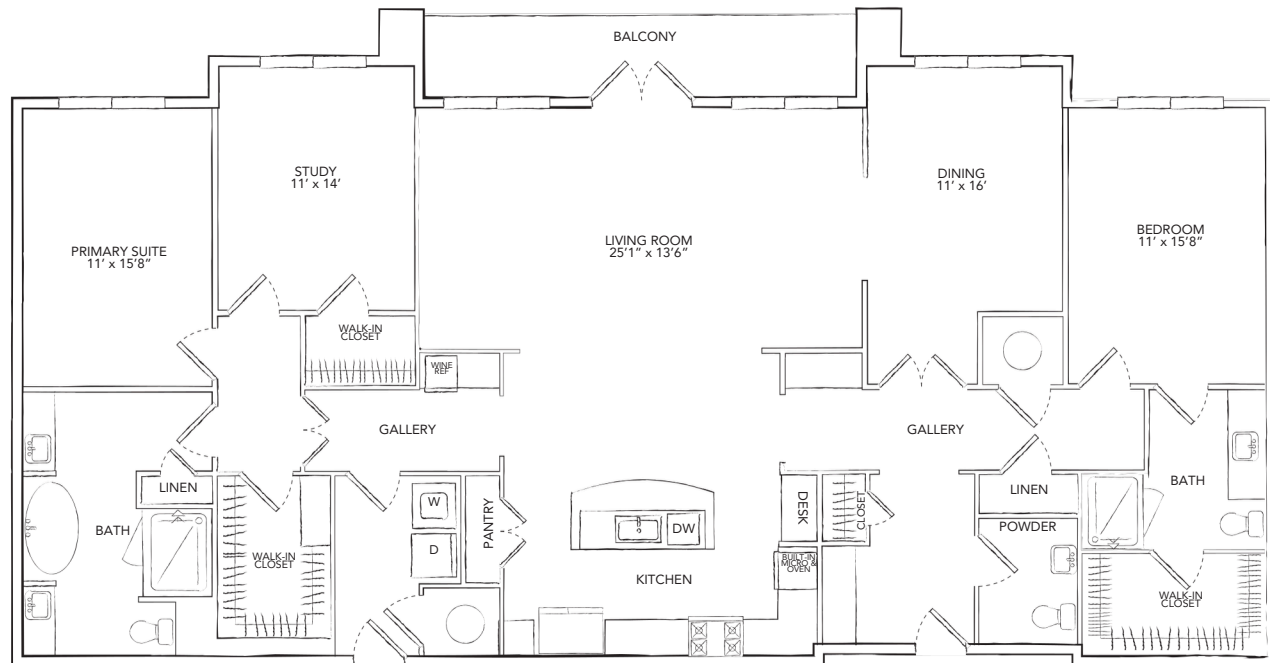 BALCONY
STUDY
11’ x 14’
DINING
11’ x 16’
PRIMARY SUITE
11’ x 15’8”
LIVING ROOM
25’1” x 13’6”
BEDROOM
11’ x 15’8”
WALK-IN
CLOSET
WINE
REF
GALLERY
GALLERY
LINEN
BATH
WALK-IN
CLOSET
W
D
PANTRY
DW
KITCHEN
DESK
BUILT-IN
MICRO &
OVEN
CLOSET
LINEN
POWDER
BATH
WALK-IN
CLOSET